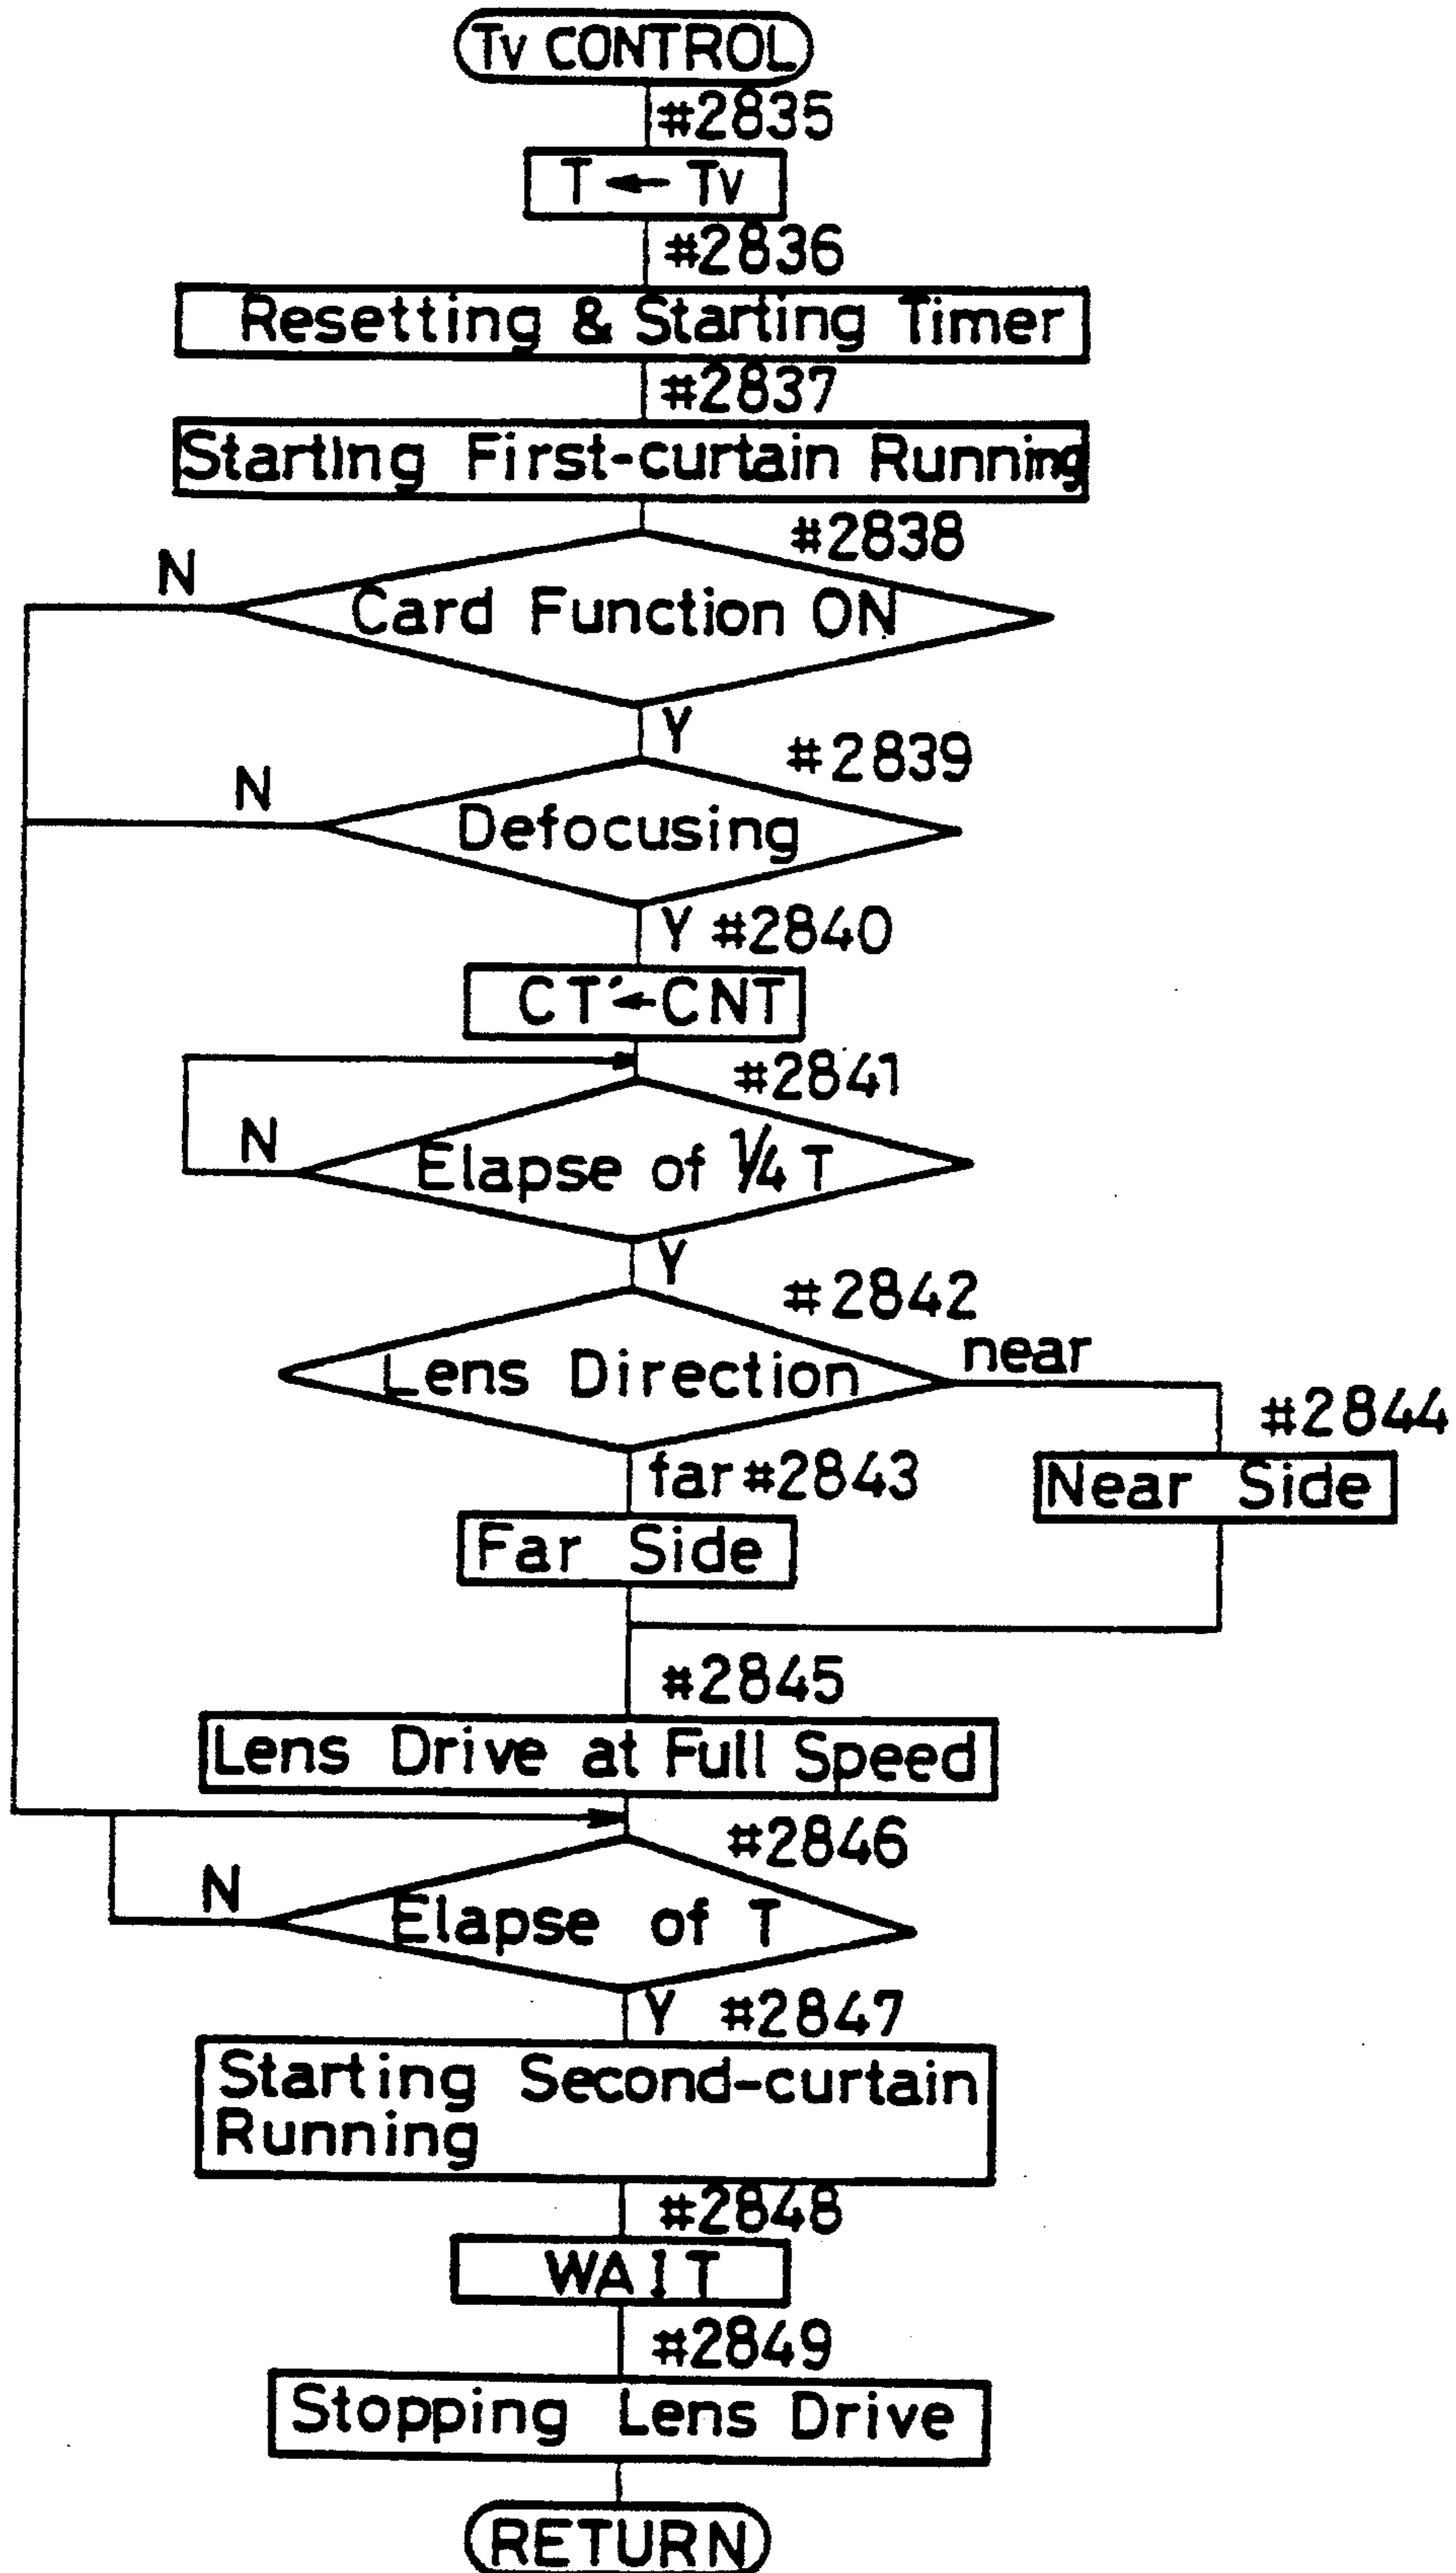 Tv CONTROL
#2835
T ← Tv
#2836
Resetting & Starting Timer
#2837
Starting First-curtain Running
#2838
N
Card Function ON
Y
#2839
N
Defocusing
Y #2840
CT'←CNT
#2841
N
Elapse of 1/4 T
Y
#2842
near
Lens Direction
#2844
far #2843
Near Side
Far Side
#2845
Lens Drive at Full Speed
#2846
N
Elapse of T
Y #2847
Starting Second-curtain
Running
#2848
WAIT
#2849
Stopping Lens Drive
RETURN